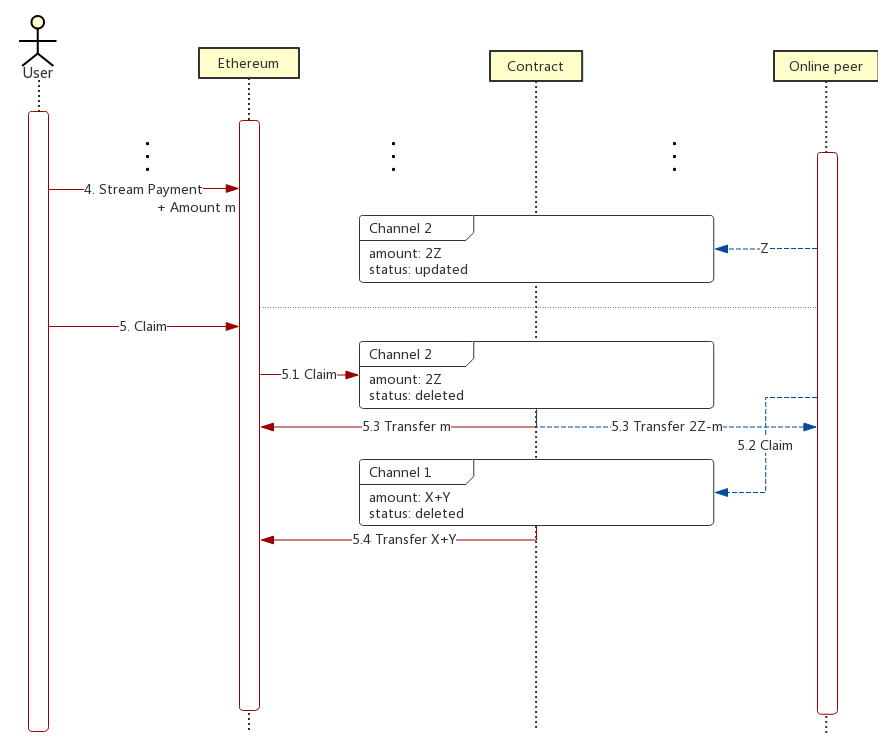 User
Ethereum
Contract
Online peer
4. Stream Payment
+ Amount m
Channel 2
amount: 2Z
status: updated
Z
5. Claim
Channel 2
amount: 2Z
status: deleted
5.1 Claim
5.3 Transfer m
5.3 Transfer 2Z-m
5.2 Claim
Channel 1
amount: X+Y
status: deleted
5.4 Transfer X+Y